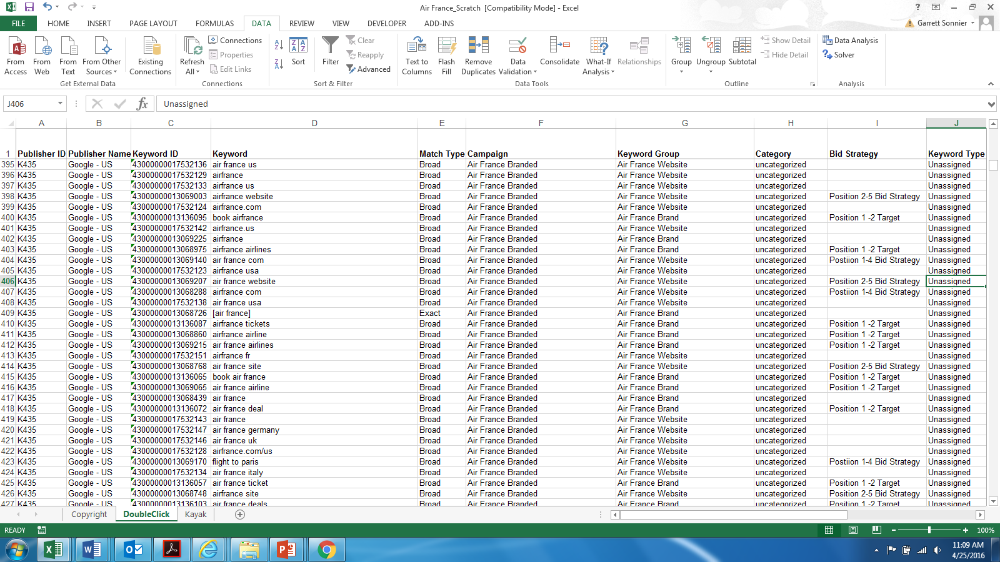 Air France_Scratch [Compatibility Mode] - Excel
FILE HOME INSERT PAGE LAYOUT FORMULAS DATA REVIEW VIEW DEVELOPER ADD-INS Garrett Sonnier
From Access From Web From Text From Other Sources Existing Connections Refresh All Connections Properties Edit Links Sort Filter Clear Reapply Advanced Text to Columns Flash Fill Remove Duplicates Data Validation Consolidate What-If Analysis Relationships Group Ungroup Subtotal Show Detail Hide Detail Data Analysis Solver
Get External Data Connections Sort & Filter Data Tools Outline Analysis
J406 fx Unassigned
A B C D E F G H I J
1 Publisher ID Publisher Name Keyword ID Keyword Match Type Campaign Keyword Group Category Bid Strategy Keyword Type
395 K435 Google - US 43000000017532136 air france us Broad Air France Branded Air France Website uncategorized Unassigned
396 K435 Google - US 43000000017532129 airfrance Broad Air France Branded Air France Website uncategorized Unassigned
397 K435 Google - US 43000000017532133 airfrance us Broad Air France Branded Air France Website uncategorized Unassigned
398 K435 Google - US 43000000013069003 airfrance website Broad Air France Branded Air France Website uncategorized Position 2-5 Bid Strategy Unassigned
399 K435 Google - US 43000000017532124 airfrance.com Broad Air France Branded Air France Website uncategorized Unassigned
400 K435 Google - US 43000000013136095 book airfrance Broad Air France Branded Air France Brand uncategorized Position 1 -2 Target Unassigned
401 K435 Google - US 43000000017532142 airfrance.us Broad Air France Branded Air France Website uncategorized Unassigned
402 K435 Google - US 43000000013069225 airfrance Broad Air France Branded Air France Brand uncategorized Unassigned
403 K435 Google - US 43000000013068975 airfrance airlines Broad Air France Branded Air France Brand uncategorized Position 1 -2 Target Unassigned
404 K435 Google - US 43000000013069140 air france com Broad Air France Branded Air France Website uncategorized Postiion 1-4 Bid Strategy Unassigned
405 K435 Google - US 43000000017532123 airfrance usa Broad Air France Branded Air France Website uncategorized Unassigned
406 K435 Google - US 43000000013069207 air france website Broad Air France Branded Air France Website uncategorized Position 2-5 Bid Strategy Unassigned
407 K435 Google - US 43000000013068288 airfrance com Broad Air France Branded Air France Website uncategorized Postiion 1-4 Bid Strategy Unassigned
408 K435 Google - US 43000000017532138 air france usa Broad Air France Branded Air France Website uncategorized Unassigned
409 K435 Google - US 43000000013068726 [air france] Exact Air France Branded Air France Brand uncategorized Unassigned
410 K435 Google - US 43000000013136087 airfrance tickets Broad Air France Branded Air France Brand uncategorized Position 1 -2 Target Unassigned
411 K435 Google - US 43000000013068860 airfrance airline Broad Air France Branded Air France Brand uncategorized Position 1 -2 Target Unassigned
412 K435 Google - US 43000000013069215 air france airlines Broad Air France Branded Air France Brand uncategorized Position 1 -2 Target Unassigned
413 K435 Google - US 43000000017532151 airfrance fr Broad Air France Branded Air France Website uncategorized Unassigned
414 K435 Google - US 43000000013068768 air france site Broad Air France Branded Air France Website uncategorized Position 2-5 Bid Strategy Unassigned
415 K435 Google - US 43000000013136065 book air france Broad Air France Branded Air France Brand uncategorized Position 1 -2 Target Unassigned
416 K435 Google - US 43000000013069065 air france airline Broad Air France Branded Air France Brand uncategorized Position 1 -2 Target Unassigned
417 K435 Google - US 43000000013068439 air france Broad Air France Branded Air France Brand uncategorized Unassigned
418 K435 Google - US 43000000013136072 air france deal Broad Air France Branded Air France Brand uncategorized Position 1 -2 Target Unassigned
419 K435 Google - US 43000000017532143 air france Broad Air France Branded Air France Website uncategorized Unassigned
420 K435 Google - US 43000000017532147 air france germany Broad Air France Branded Air France Website uncategorized Unassigned
421 K435 Google - US 43000000017532146 air france uk Broad Air France Branded Air France Website uncategorized Unassigned
422 K435 Google - US 43000000017532128 airfrance.com/us Broad Air France Branded Air France Website uncategorized Unassigned
423 K435 Google - US 43000000013069170 flight to paris Broad Air France Branded Air France Website uncategorized Postiion 1-4 Bid Strategy Unassigned
424 K435 Google - US 43000000017532134 air france italy Broad Air France Branded Air France Website uncategorized Unassigned
425 K435 Google - US 43000000013136057 air france ticket Broad Air France Branded Air France Brand uncategorized Position 1 -2 Target Unassigned
426 K435 Google - US 43000000013068748 airfrance site Broad Air France Branded Air France Website uncategorized Position 2-5 Bid Strategy Unassigned
427 K435 Google - US 43000000013136103 air france deals Broad Air France Branded Air France Brand uncategorized Position 1 -2 Target Unassigned
Copyright DoubleClick Kayak
READY 100%
11:09 AM
4/25/2016